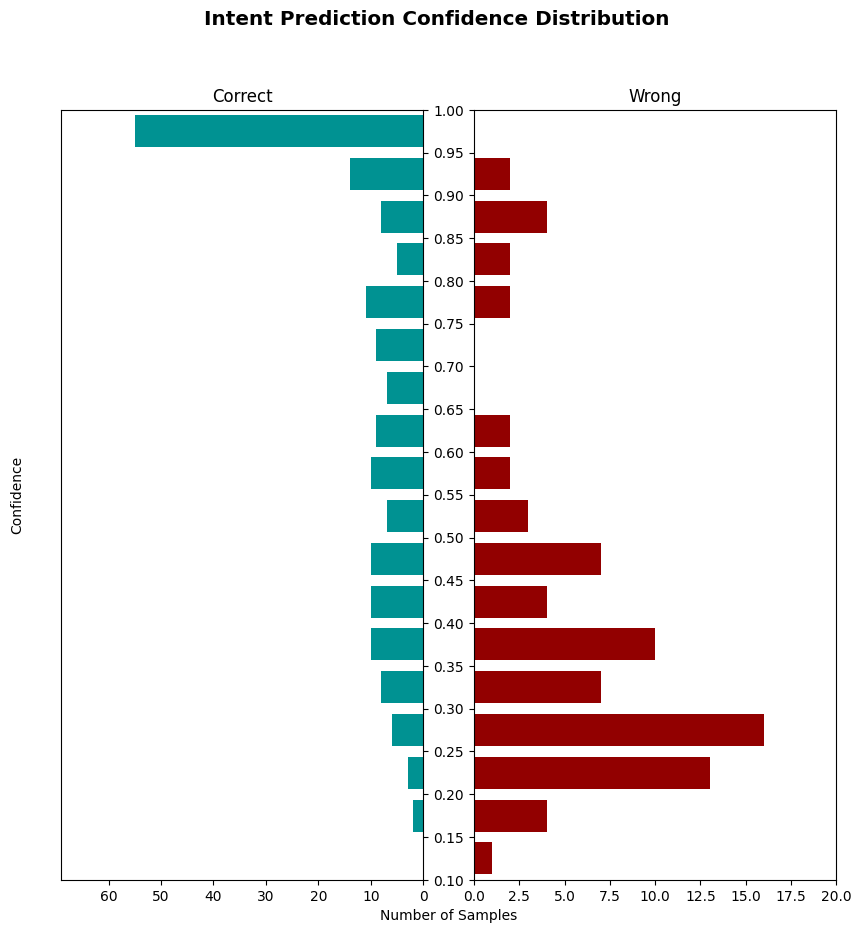 Intent Prediction Confidence Distribution
Correct
Wrong
1.00
0.95
0.90
0.85
0.80
0.75
0.70
0.65
0.60
0.55
0.50
0.45
0.40
0.35
0.30
0.25
0.20
0.15
0.10
Confidence
60 50 40 30 20 10 0
0.0 2.5 5.0 7.5 10.0 12.5 15.0 17.5 20.0
Number of Samples